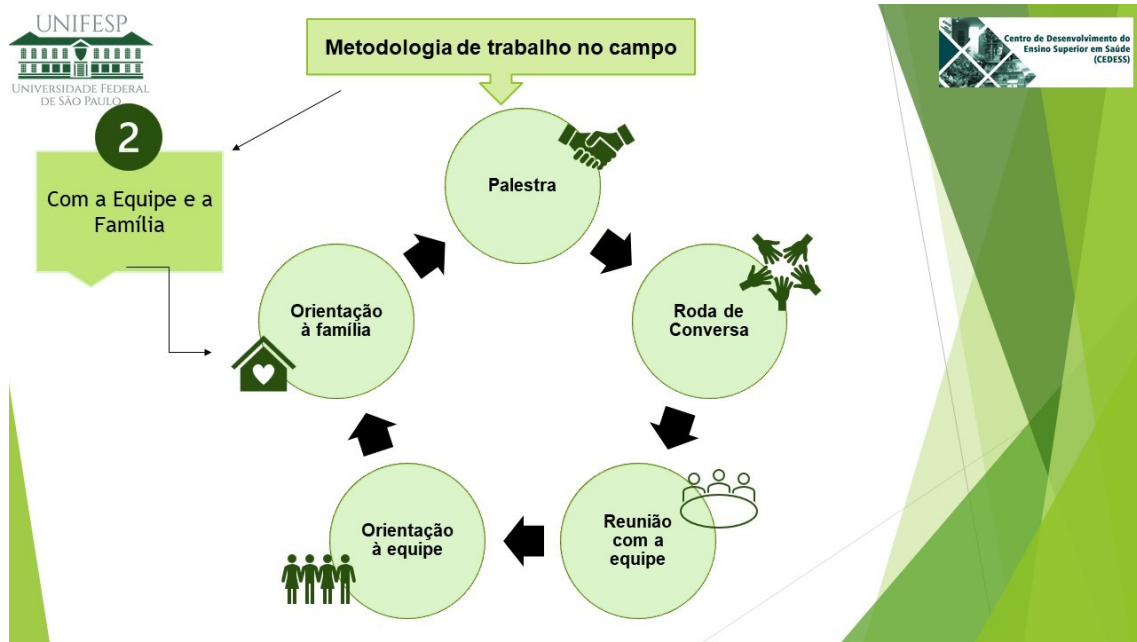 UNIFESP
UNIVERSIDADE FEDERAL
DE SÃO PAULO
Metodologia de trabalho no campo
Centro de Desenvolvimento do
Ensino Superior em Saúde
(CEDESS)
2
Com a Equipe e a
Família
Palestra
Roda de
Conversa
Reunião
com a
equipe
Orientação
à equipe
Orientação
à família